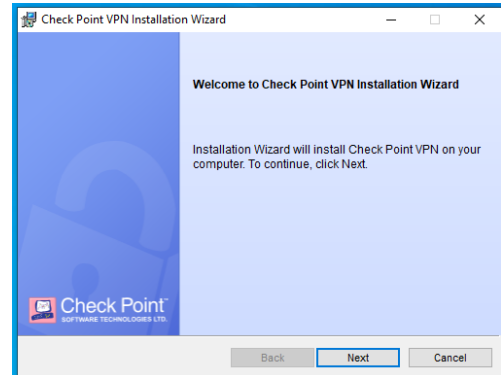 Check Point VPN Installation Wizard
Welcome to Check Point VPN Installation Wizard
Installation Wizard will install Check Point VPN on your
computer. To continue, click Next.
Check Point™
SOFTWARE TECHNOLOGIES LTD.
Back Next Cancel